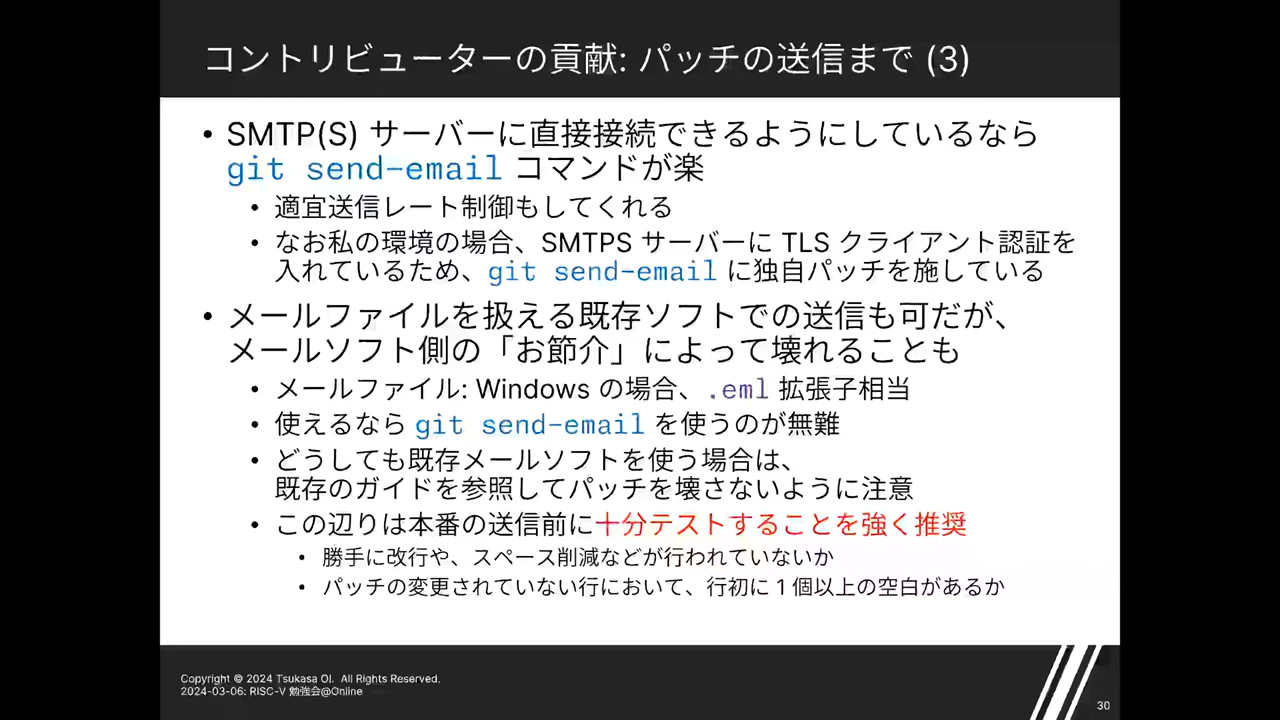 コントリビューターの貢献: パッチの送信まで (3)
• SMTP(S) サーバーに直接接続できるようにしているなら
git send-email コマンドが楽
• 適宜送信レート制御もしてくれる
• なお私の環境の場合、SMTPS サーバーに TLS クライアント認証を
入れているため、git send-email に独自パッチを施している
• メールファイルを扱える既存ソフトでの送信も可だが、
メールソフト側の「お節介」によって壊れることも
• メールファイル: Windows の場合、.eml 拡張子相当
• 使えるなら git send-email を使うのが無難
• どうしても既存メールソフトを使う場合は、
既存のガイドを参照してパッチを壊さないように注意
• この辺りは本番の送信前に十分テストすることを強く推奨
• 勝手に改行や、スペース削減などが行われていないか
• パッチの変更されていない行において、行初に 1 個以上の空白があるか
Copyright © 2024 Tsukasa OI. All Rights Reserved.
2024-03-06: RISC-V 勉強会@Online
30